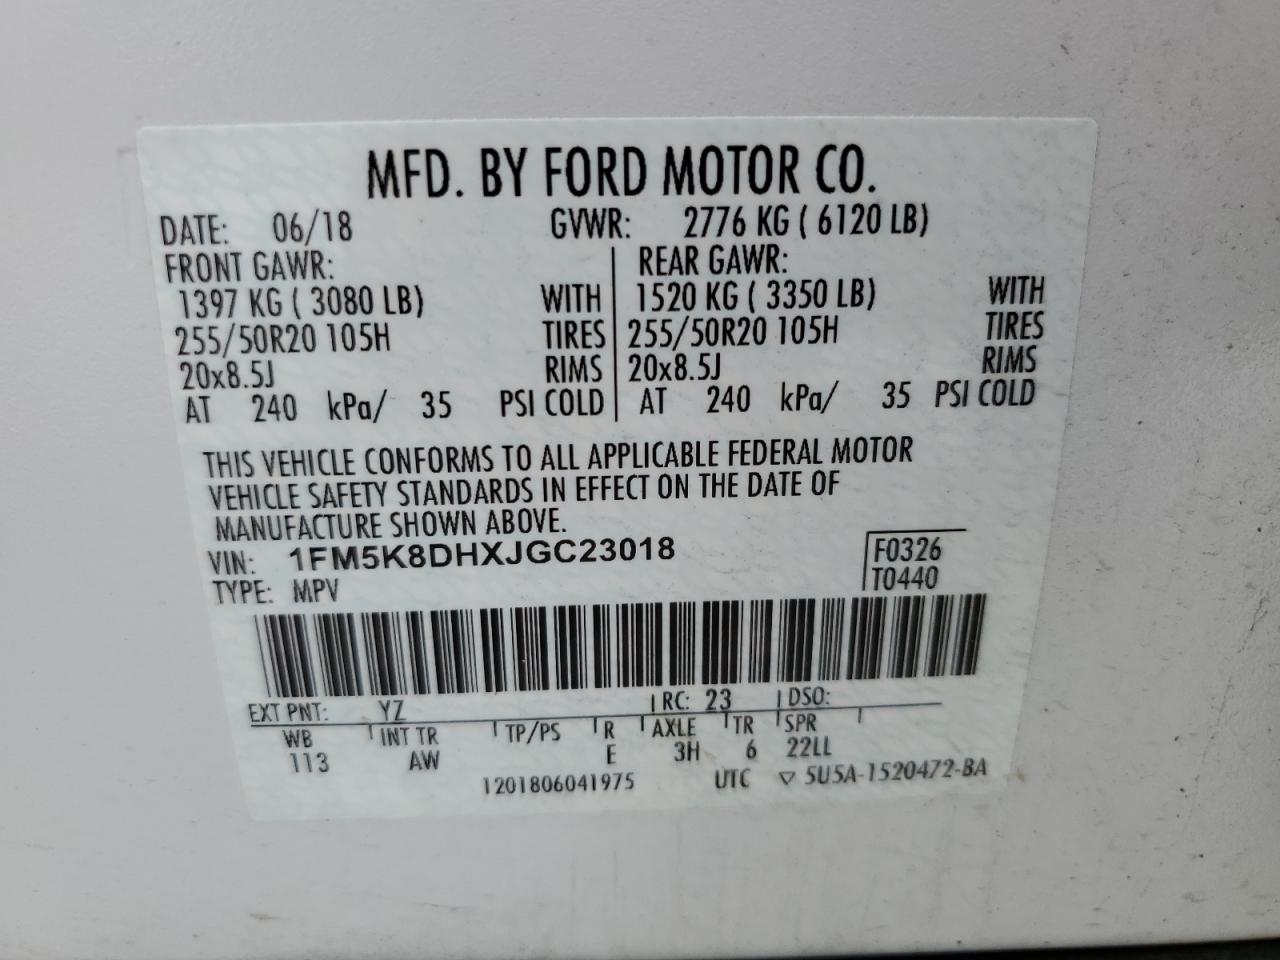 MFD. BY FORD MOTOR CO.
DATE: 06/18 GVWR: 2776 KG ( 6120 LB)
FRONT GAWR: REAR GAWR:
1397 KG ( 3080 LB) WITH 1520 KG ( 3350 LB) WITH
255/50R20 105H TIRES 255/50R20 105H TIRES
20x8.5J RIMS 20x8.5J RIMS
AT 240 kPa/ 35 PSI COLD AT 240 kPa/ 35 PSI COLD
THIS VEHICLE CONFORMS TO ALL APPLICABLE FEDERAL MOTOR
VEHICLE SAFETY STANDARDS IN EFFECT ON THE DATE OF
MANUFACTURE SHOWN ABOVE.
VIN: 1FM5K8DHXJGC23018 F0326
TYPE: MPV T0440
EXT PNT: YZ RC: 23 DSO:
WB INT TR TP/PS R AXLE TR SPR
113 AW E 3H 6 22LL
1201806041975 UTC ▽ 5U5A-1520472-BA